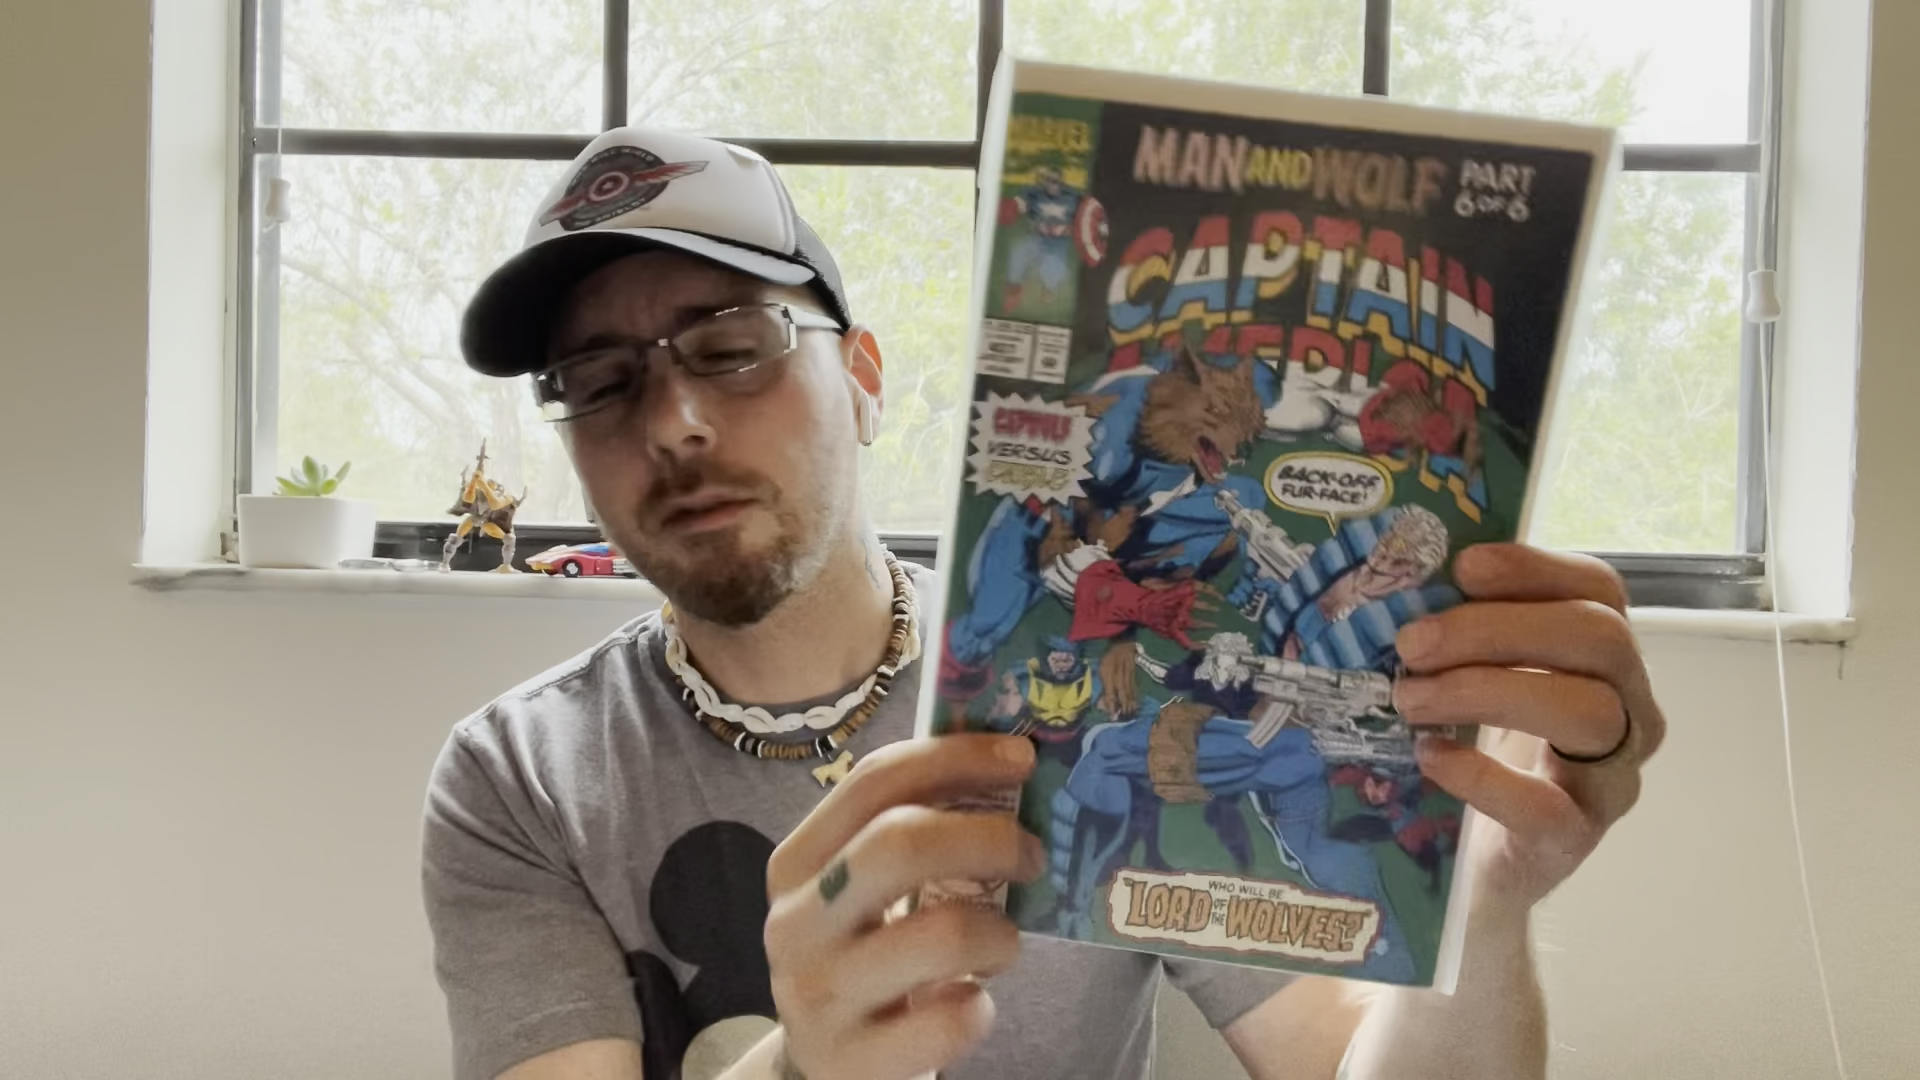 MARVEL
MAN AND WOLF
PART
6 OF 6
CAPTAIN
AMERICA
407
CAPWOLF
VERSUS
CABLE
BACK-OFF,
FUR-FACE!
WHO WILL BE
"LORD OF THE WOLVES?"